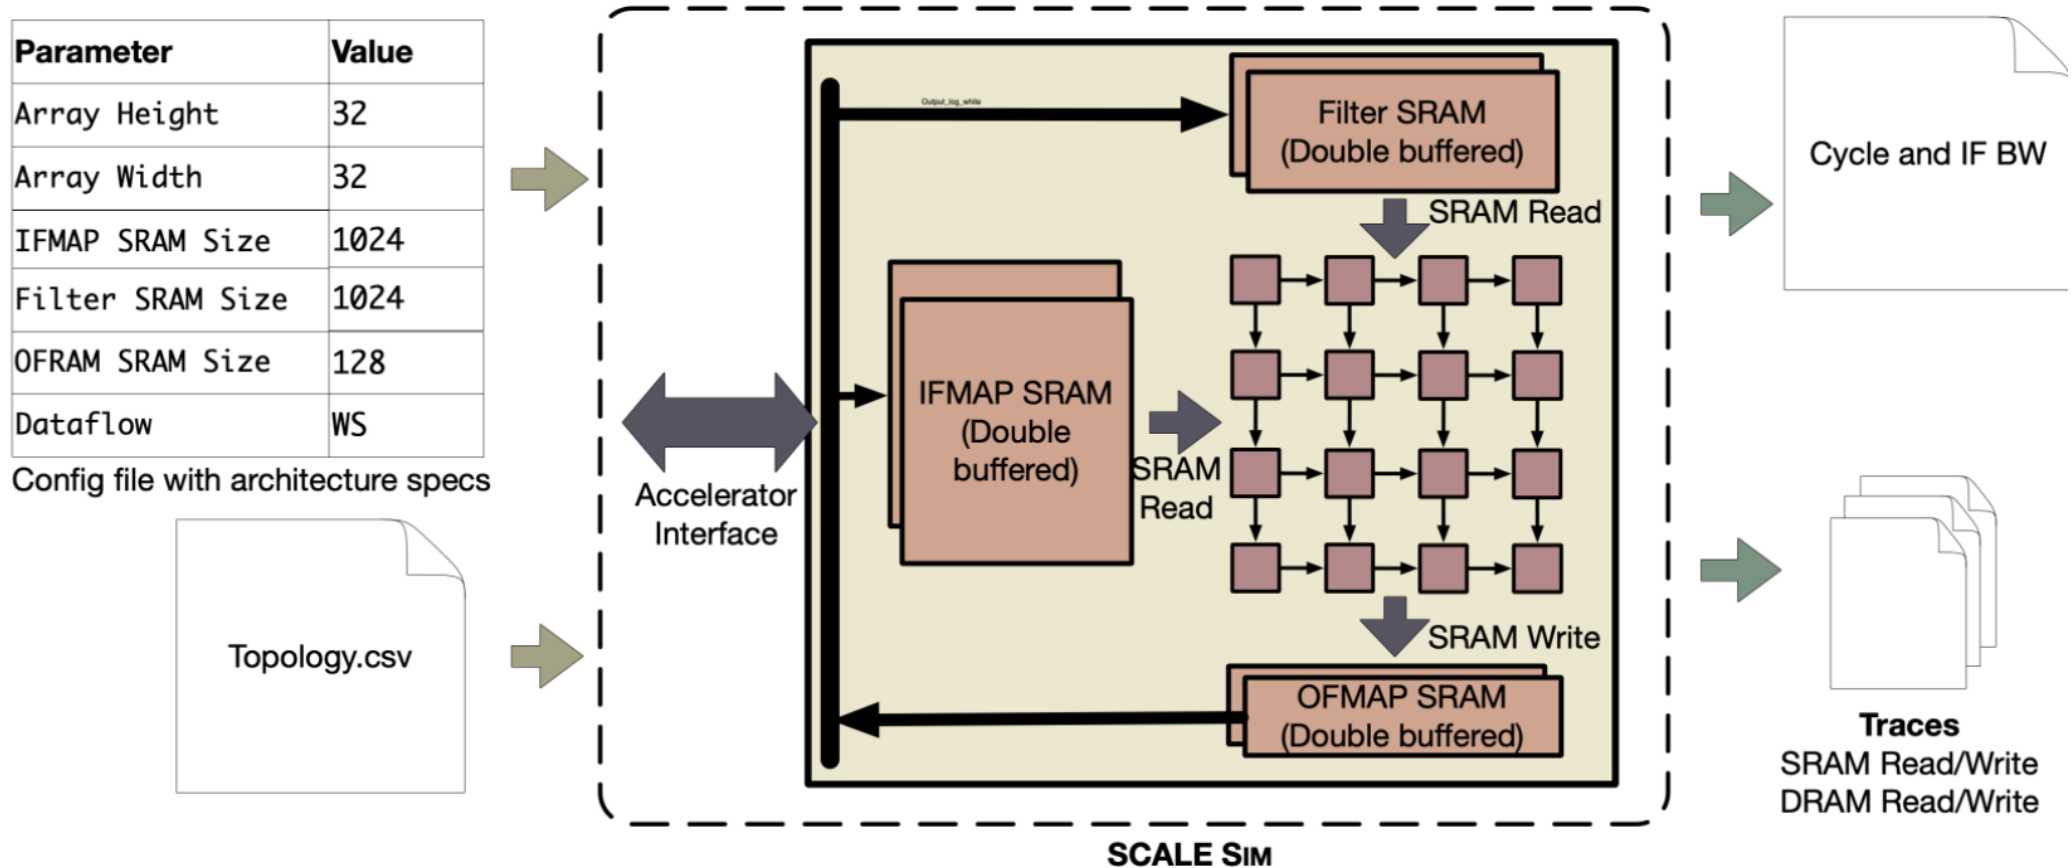 Parameter Value
Array Height 32
Array Width 32
IFMAP SRAM Size 1024
Filter SRAM Size 1024
OFRAM SRAM Size 128
Dataflow WS
Config file with architecture specs
Topology.csv
Accelerator
Interface
Output_log_white
Filter SRAM
(Double buffered)
SRAM Read
IFMAP SRAM
(Double
buffered)
SRAM
Read
SRAM Write
OFMAP SRAM
(Double buffered)
SCALE SIM
Cycle and IF BW
Traces
SRAM Read/Write
DRAM Read/Write